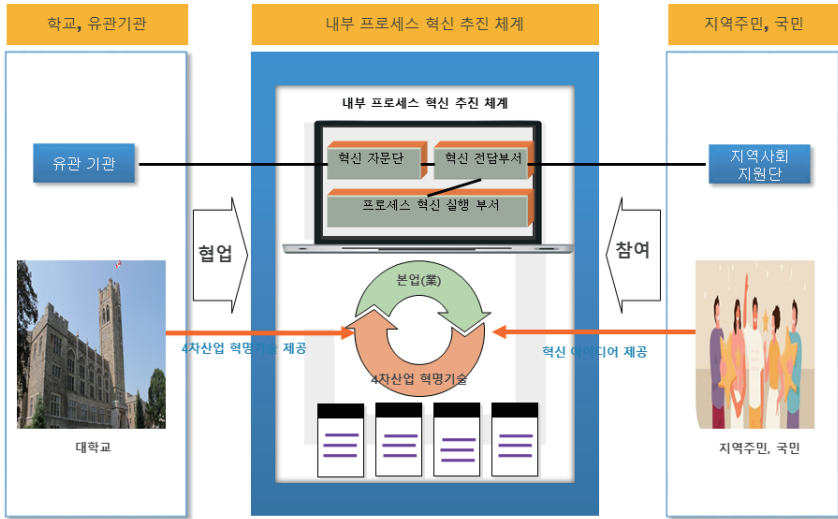 학교, 유관기관
내부 프로세스 혁신 추진 체계
지역주민, 국민
내부 프로세스 혁신 추진 체계
유관 기관
혁신 자문단
혁신 전담부서
지역사회
지원단
프로세스 혁신 실행 부서
협업
참여
본업(業)
4차산업 혁명기술 제공
혁신 아이디어 제공
4차산업 혁명기술
대학교
지역주민, 국민